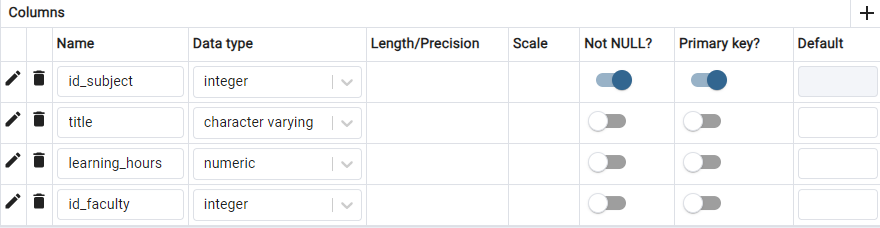 Columns
Name Data type Length/Precision Scale Not NULL? Primary key? Default
id_subject integer
title character varying
learning_hours numeric
id_faculty integer